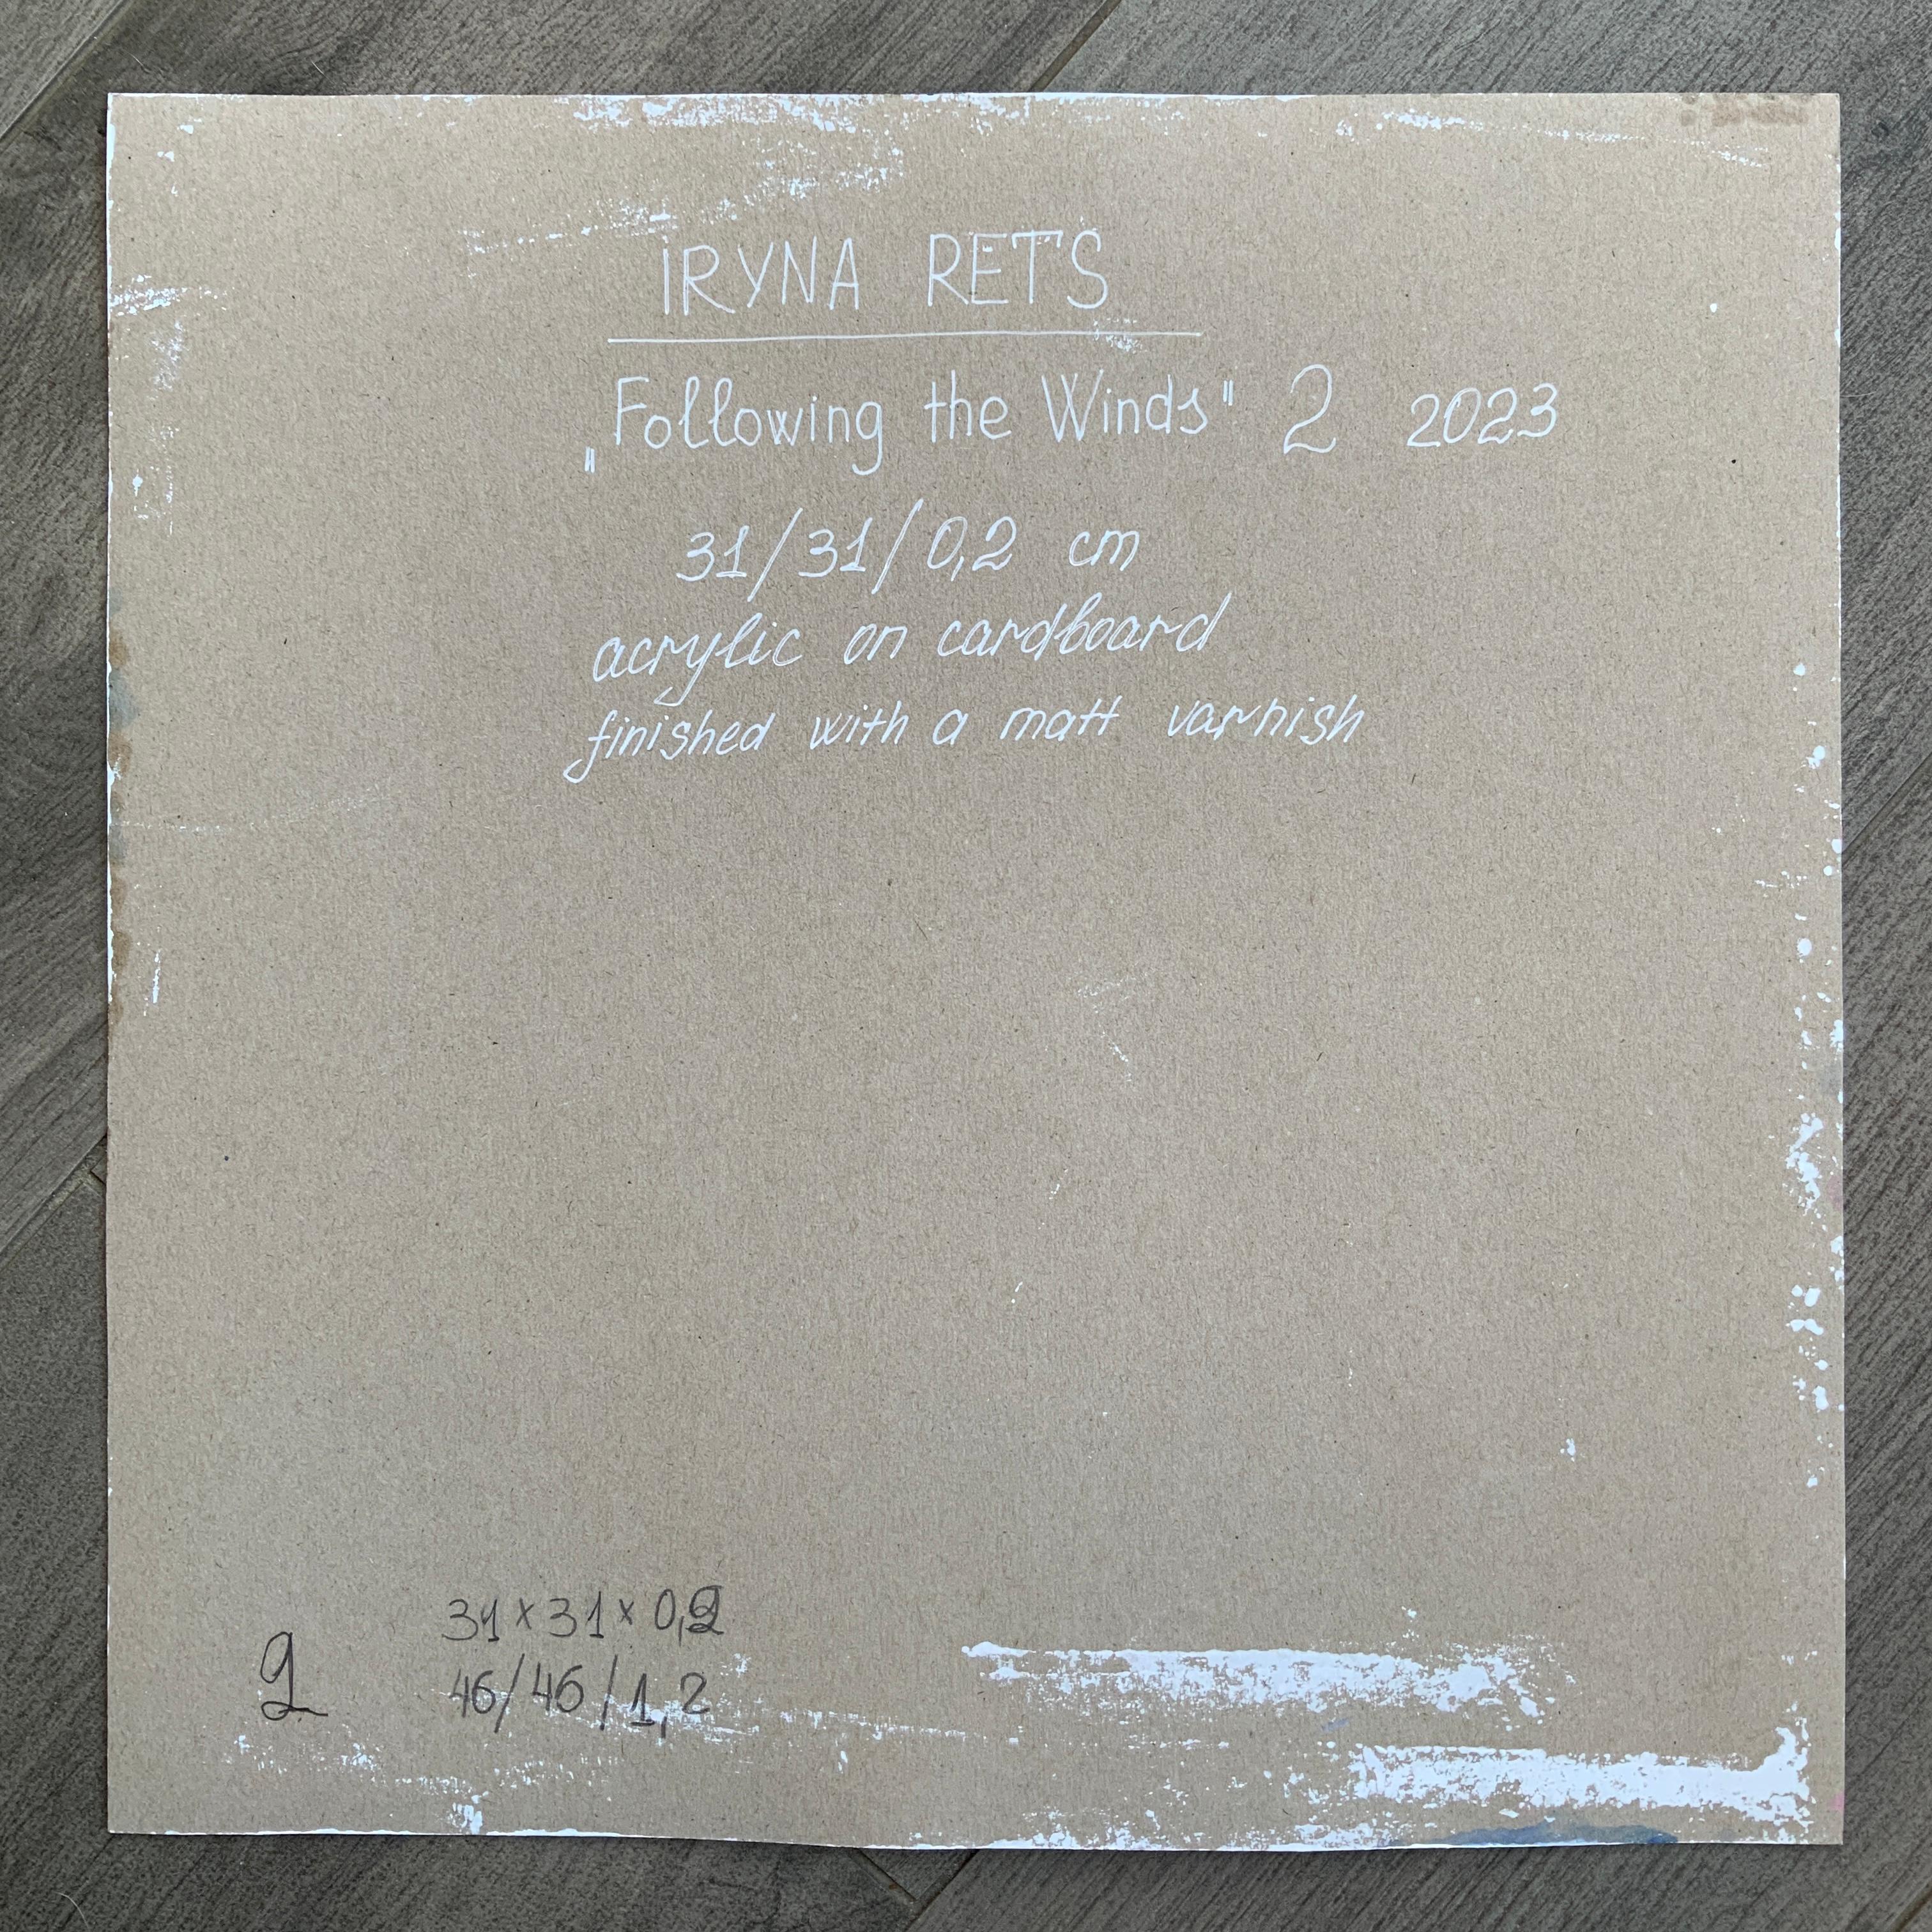 IRYNA RETS
„Following the Winds" 2 2023
31/31/0,2 cm
acrylic on cardboard
finished with a matt varnish
31 x 31 x 0,2
46/46/1,2
2